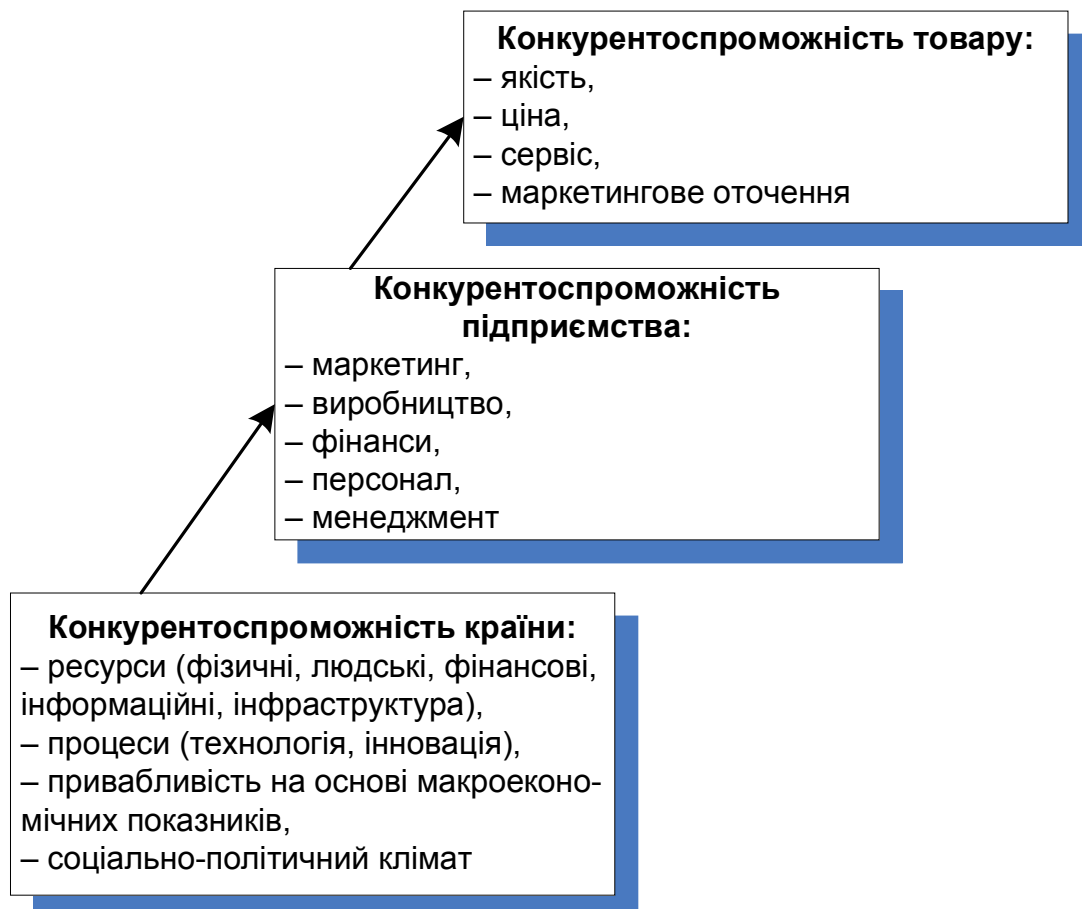 Конкурентоспроможність товару:
– якість,
– ціна,
– сервіс,
– маркетингове оточення
Конкурентоспроможність
підприємства:
– маркетинг,
– виробництво,
– фінанси,
– персонал,
– менеджмент
Конкурентоспроможність країни:
– ресурси (фізичні, людські, фінансові,
інформаційні, інфраструктура),
– процеси (технологія, інновація),
– привабливість на основі макроеконо-
мічних показників,
– соціально-політичний клімат